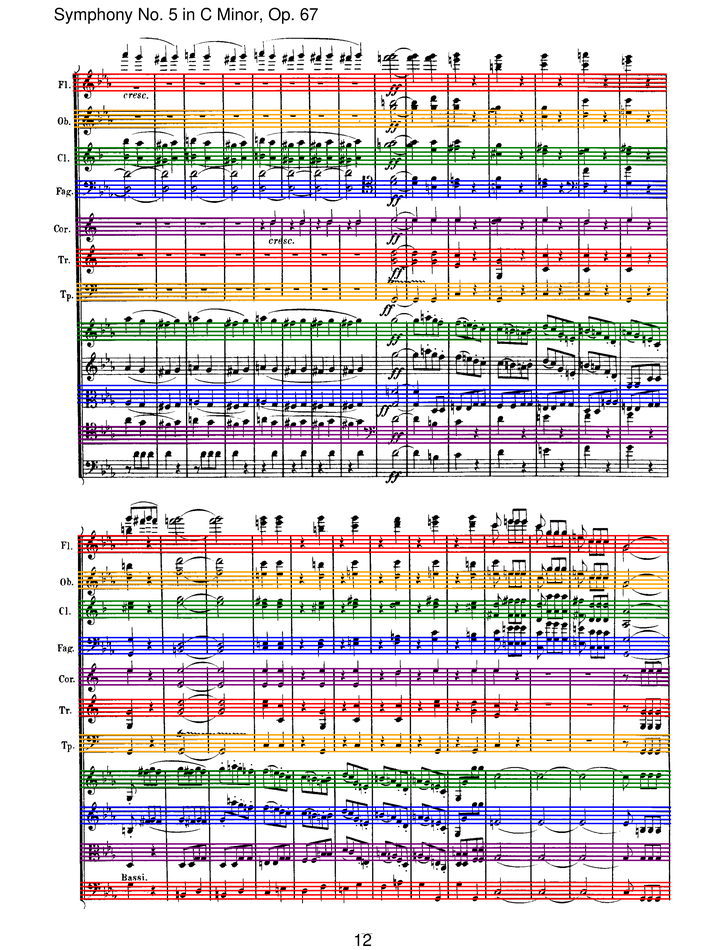 Symphony No. 5 in C Minor, Op. 67
Fl.
cresc.
ff
Ob.
ff
Cl.
ff
Fag.
ff
Cor.
cresc.
ff
Tr.
ff
Tp.
ff
ff
ff
ff
ff
ff
Fl.
Ob.
Cl.
Fag.
Cor.
Tr.
Tp.
Bassi.
12